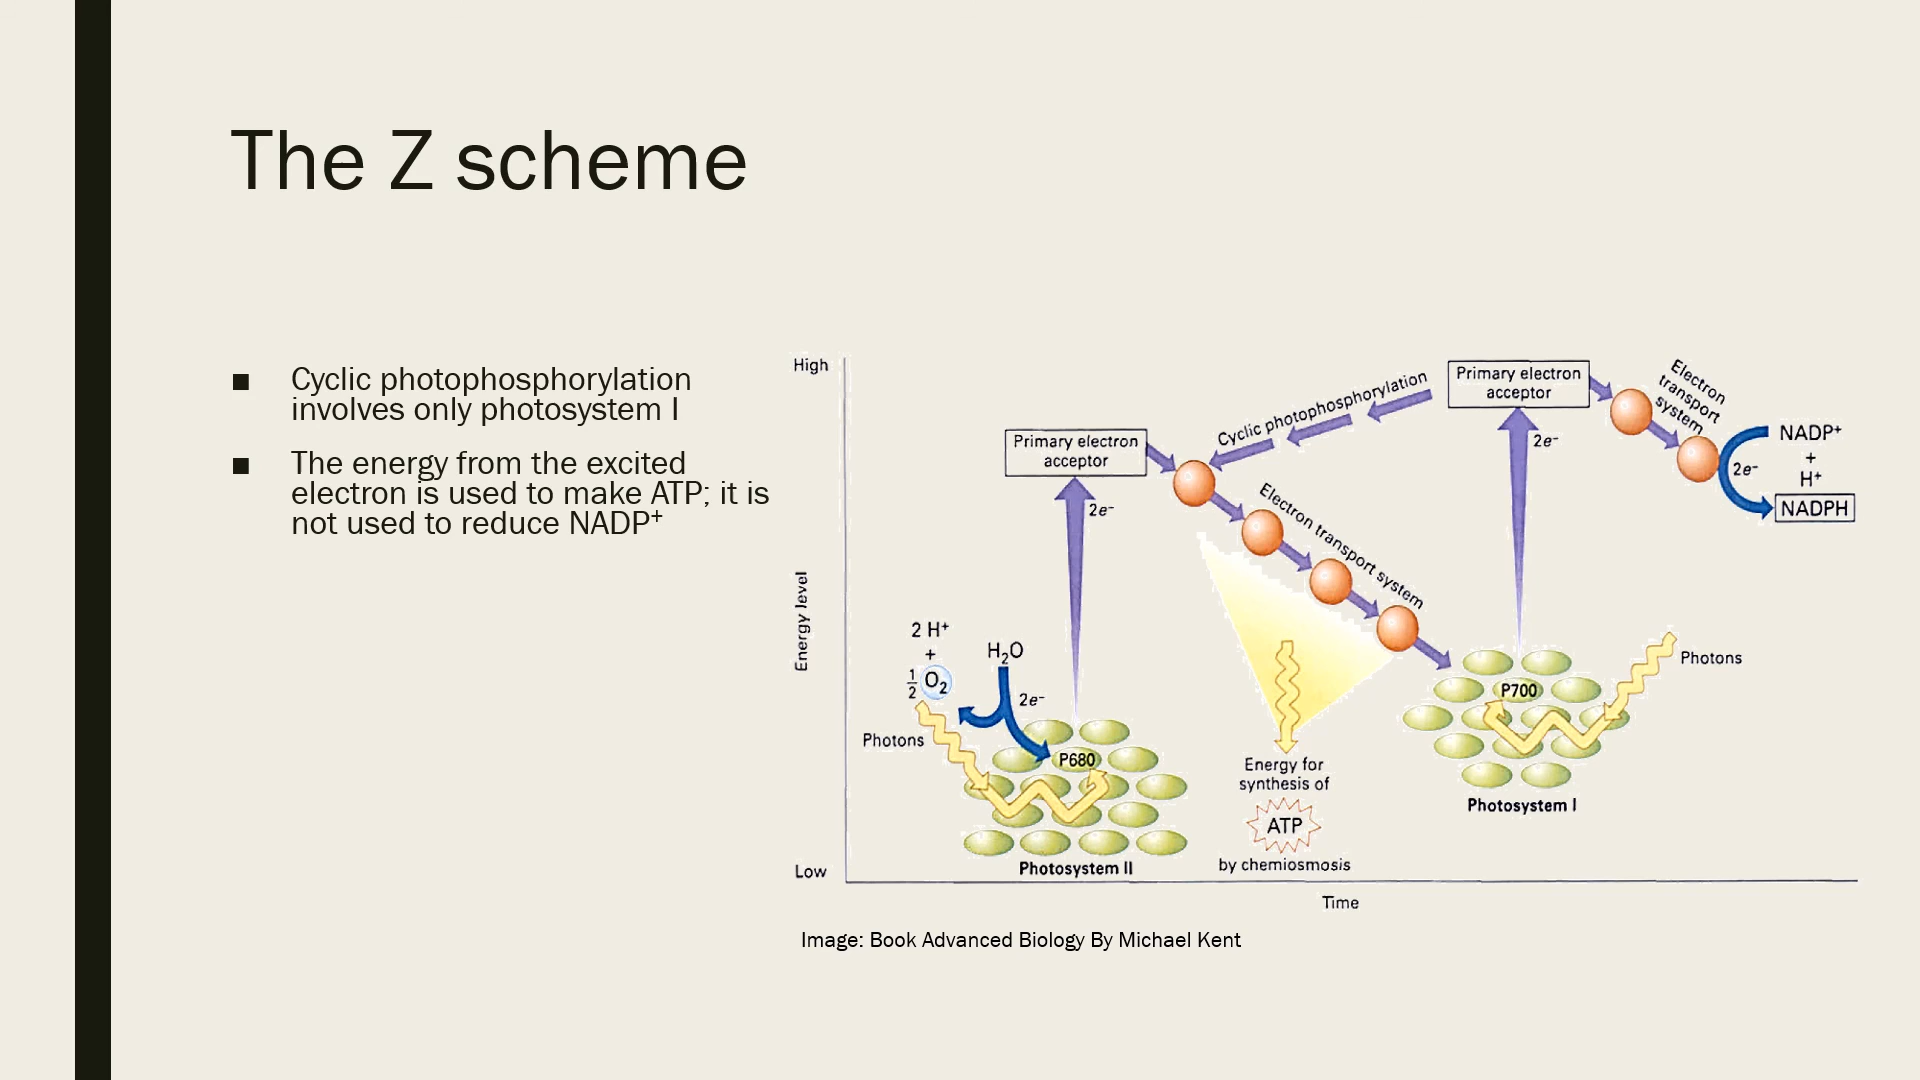 The Z scheme
■ Cyclic photophosphorylation
involves only photosystem I
■ The energy from the excited
electron is used to make ATP; it is
not used to reduce NADP⁺
High
Energy level
Low
Time
2 H⁺
+
½ O₂
H₂O
2e⁻
Photons
P680
Photosystem II
Primary electron
acceptor
2e⁻
Cyclic photophosphorylation
Electron transport system
Energy for
synthesis of
ATP
by chemiosmosis
Primary electron
acceptor
2e⁻
Electron
transport
system
2e⁻
NADP⁺
+
H⁺
NADPH
Photons
P700
Photosystem I
Image: Book Advanced Biology By Michael Kent